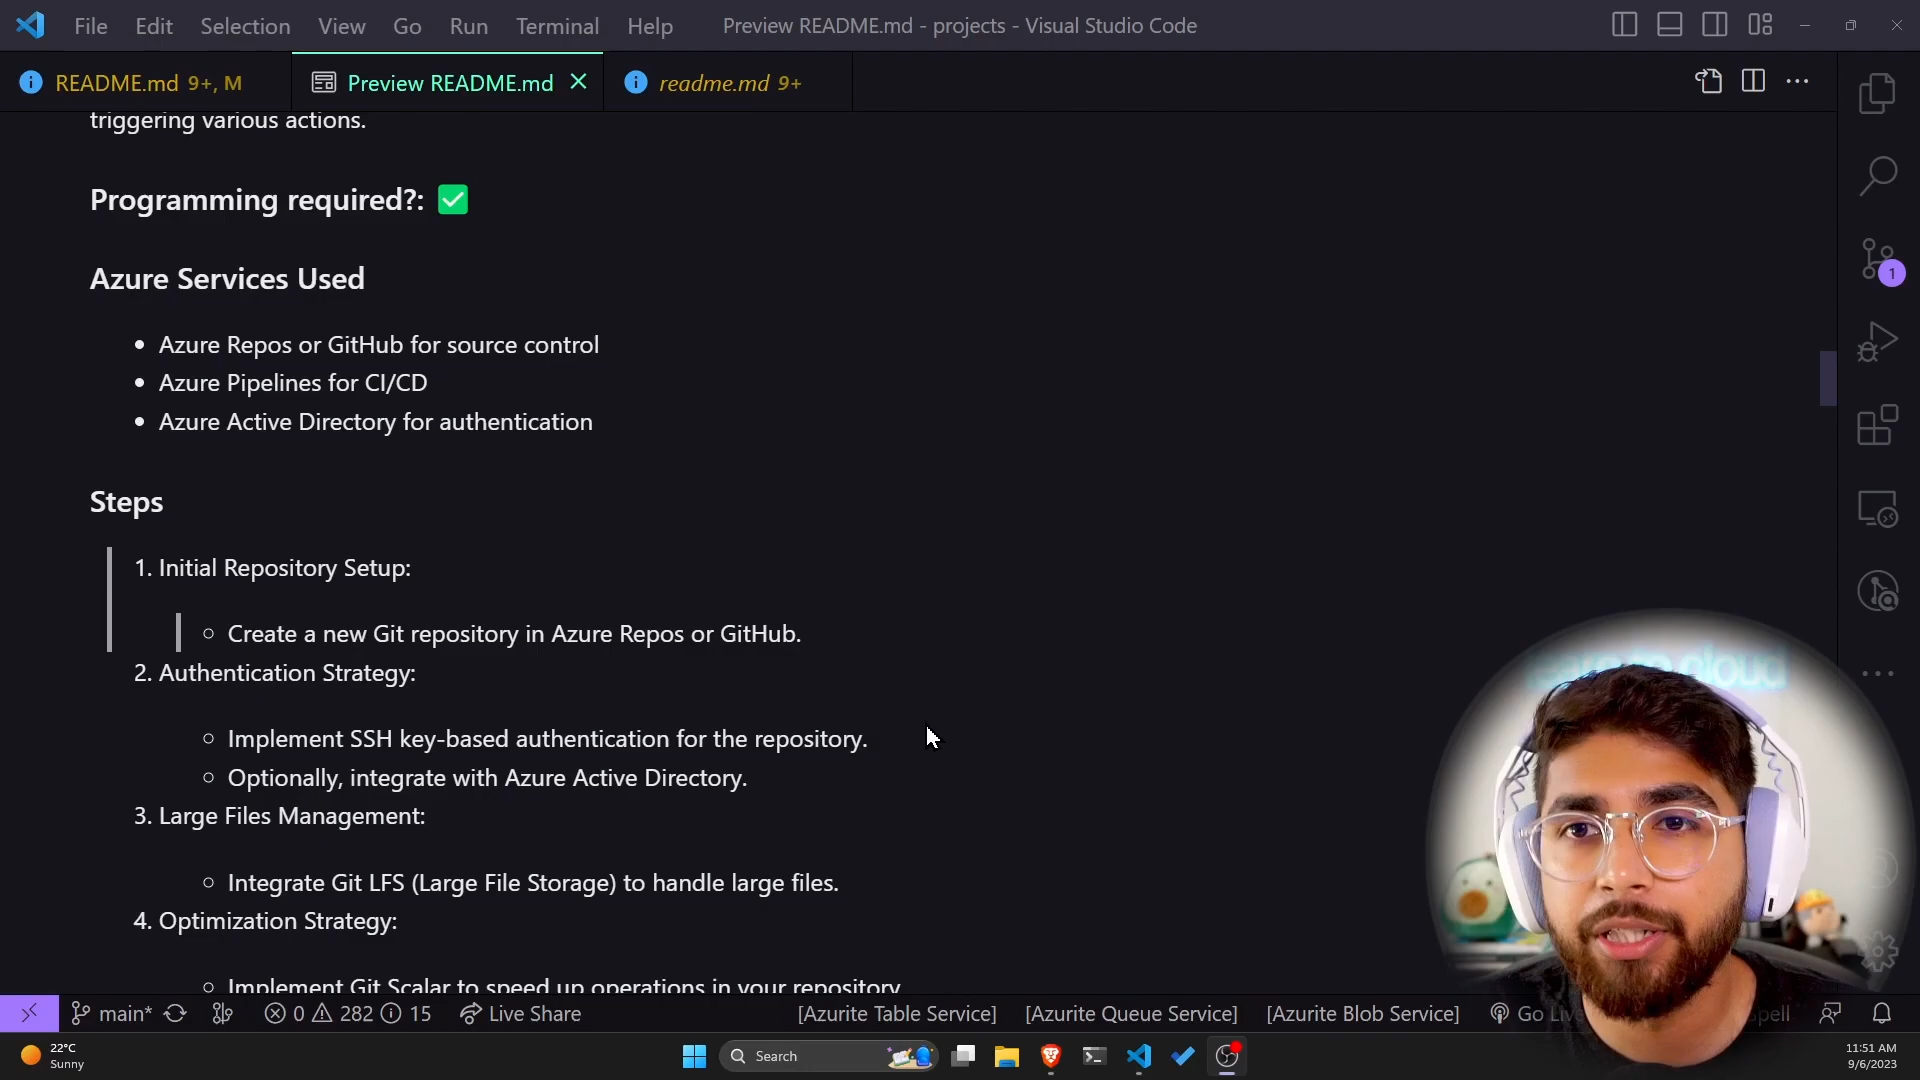 File Edit Selection View Go Run Terminal Help Preview README.md - projects - Visual Studio Code
README.md 9+, M Preview README.md readme.md 9+
triggering various actions.
Programming required?: ✅
Azure Services Used
• Azure Repos or GitHub for source control
• Azure Pipelines for CI/CD
• Azure Active Directory for authentication
Steps
1. Initial Repository Setup:
○ Create a new Git repository in Azure Repos or GitHub.
2. Authentication Strategy:
○ Implement SSH key-based authentication for the repository.
○ Optionally, integrate with Azure Active Directory.
3. Large Files Management:
○ Integrate Git LFS (Large File Storage) to handle large files.
4. Optimization Strategy:
○ Implement Git Scalar to speed up operations in your repository
1
cloud
main* 0 282 15 Live Share [Azurite Table Service] [Azurite Queue Service] [Azurite Blob Service] Go
22°C
Sunny
Search
11:51 AM
9/6/2023